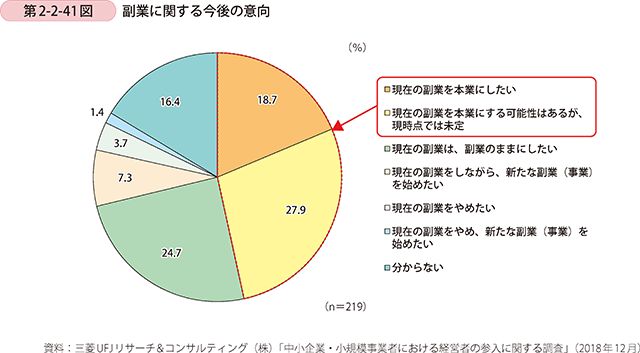 第2-2-41図 副業に関する今後の意向
(%)
18.7
27.9
24.7
7.3
3.7
1.4
16.4
現在の副業を本業にしたい
現在の副業を本業にする可能性はあるが、
現時点では未定
現在の副業は、副業のままにしたい
現在の副業をしながら、新たな副業（事業）
を始めたい
現在の副業をやめたい
現在の副業をやめ、新たな副業（事業）を
始めたい
分からない
(n=219)
資料：三菱UFJリサーチ＆コンサルティング（株）「中小企業・小規模事業者における経営者の参入に関する調査」（2018年12月）